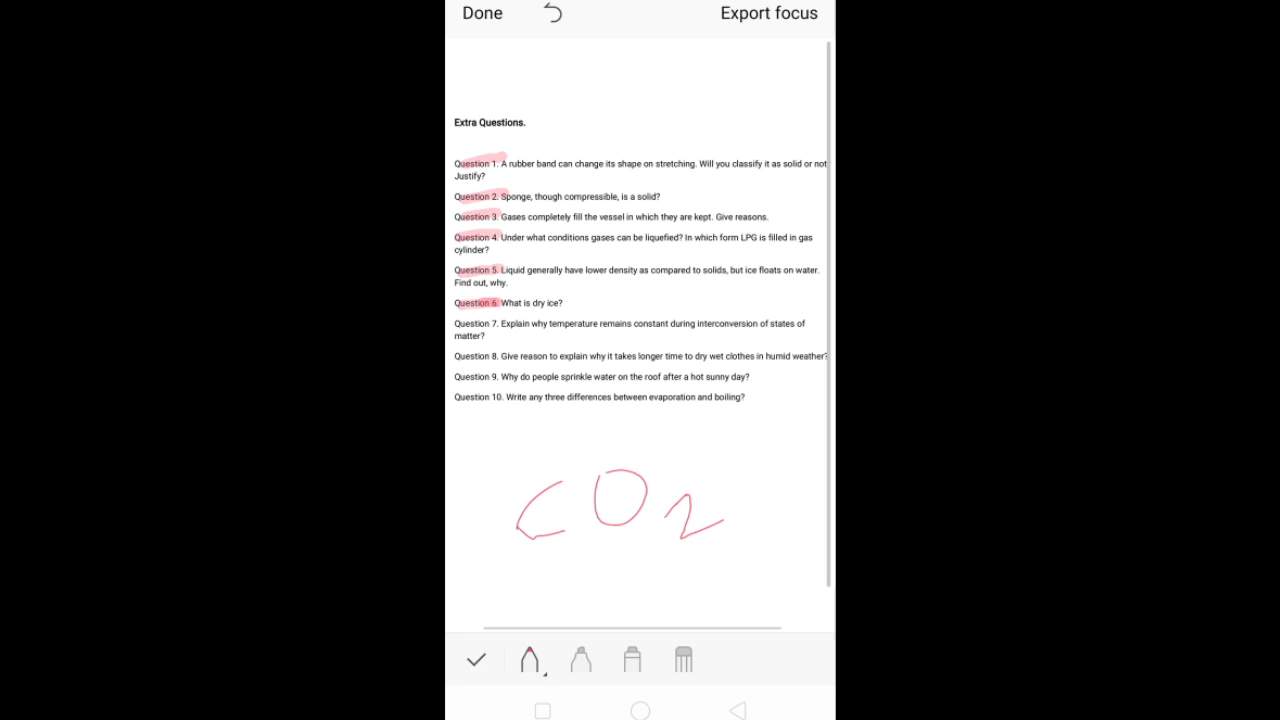 Done Export focus
Extra Questions.
Question 1. A rubber band can change its shape on stretching. Will you classify it as solid or not
Justify?
Question 2. Sponge, though compressible, is a solid?
Question 3. Gases completely fill the vessel in which they are kept. Give reasons.
Question 4. Under what conditions gases can be liquefied? In which form LPG is filled in gas
cylinder?
Question 5. Liquid generally have lower density as compared to solids, but ice floats on water.
Find out, why.
Question 6. What is dry ice?
Question 7. Explain why temperature remains constant during interconversion of states of
matter?
Question 8. Give reason to explain why it takes longer time to dry wet clothes in humid weather?
Question 9. Why do people sprinkle water on the roof after a hot sunny day?
Question 10. Write any three differences between evaporation and boiling?
CO2